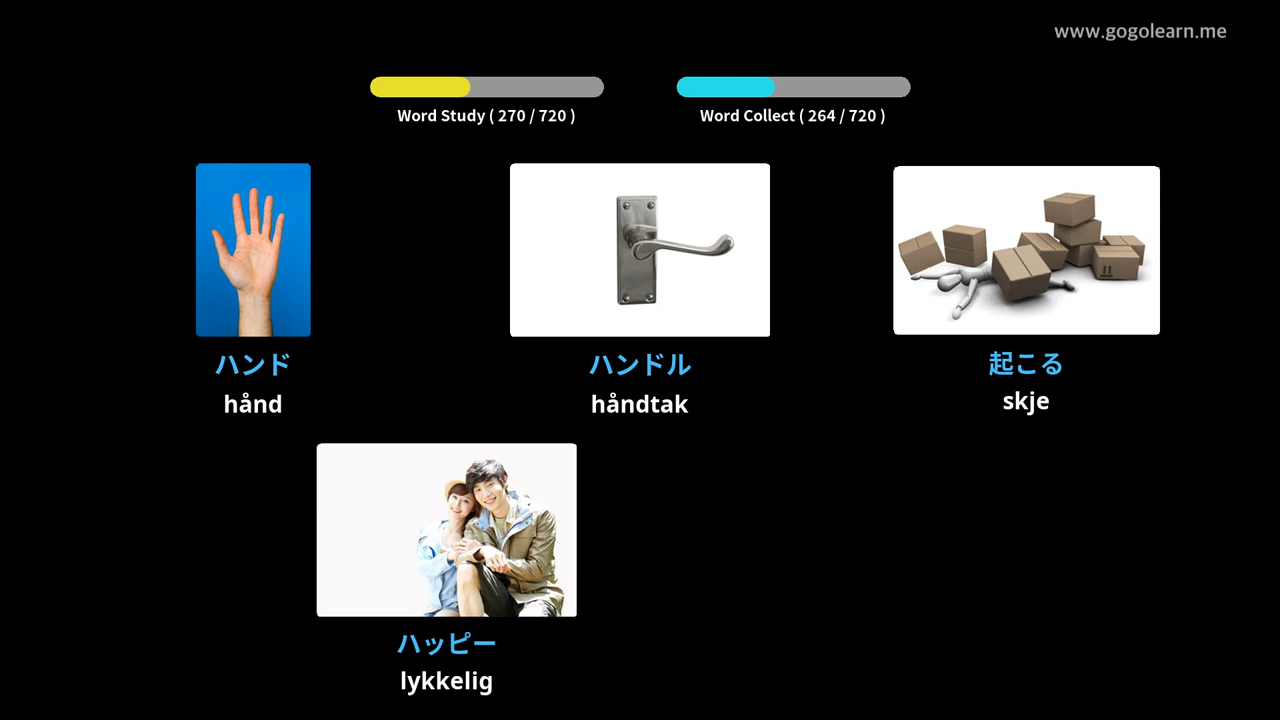 www.gogolearn.me
Word Study ( 270 / 720 )
Word Collect ( 264 / 720 )
ハンド
hånd
ハンドル
håndtak
起こる
skje
ハッピー
lykkelig